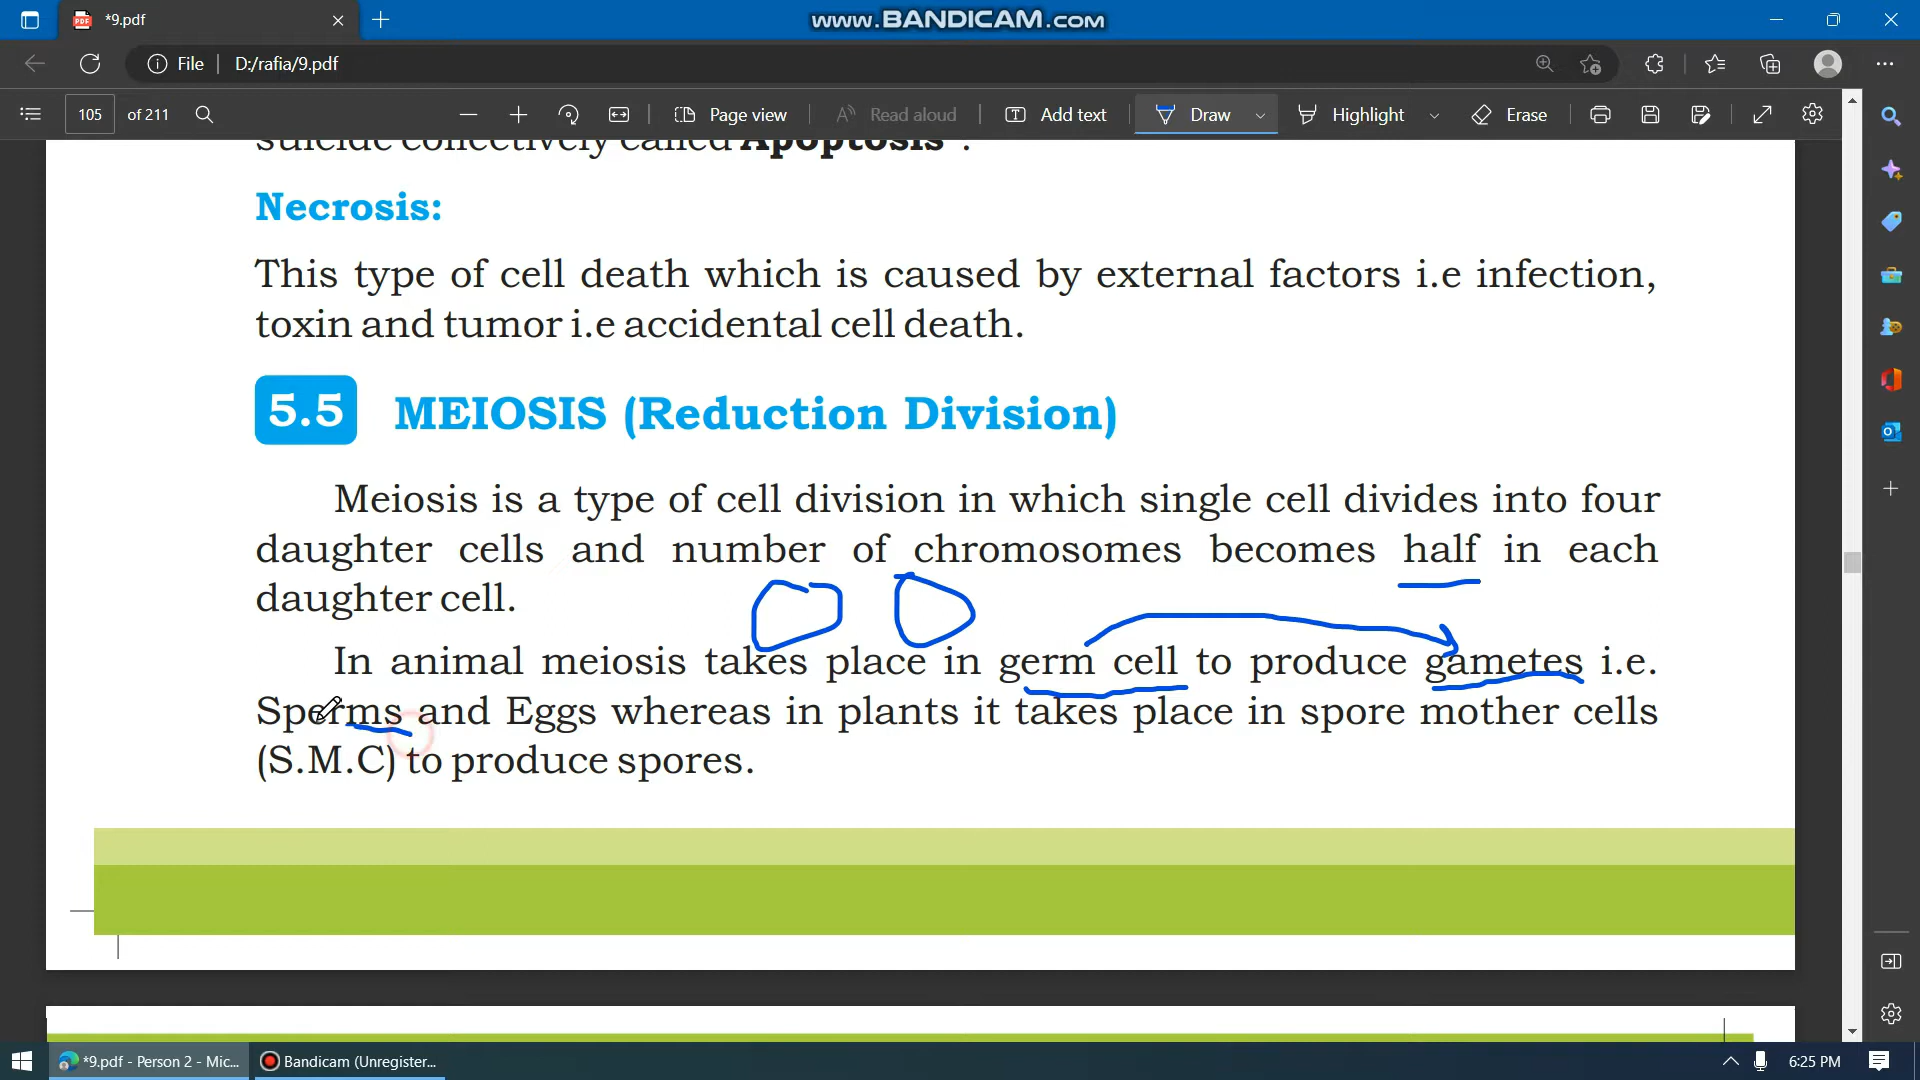 *9.pdf
www.BANDICAM.com
File
D:/rafia/9.pdf
105 of 211
Page view
Read aloud
Add text
Draw
Highlight
Erase
suicide collectively called Apoptosis".
Necrosis:
This type of cell death which is caused by external factors i.e infection,
toxin and tumor i.e accidental cell death.
5.5 MEIOSIS (Reduction Division)
Meiosis is a type of cell division in which single cell divides into four
daughter cells and number of chromosomes becomes half in each
daughter cell.
In animal meiosis takes place in germ cell to produce gametes i.e.
Sperms and Eggs whereas in plants it takes place in spore mother cells
(S.M.C) to produce spores.
*9.pdf - Person 2 - Mic...
Bandicam (Unregister...
6:25 PM